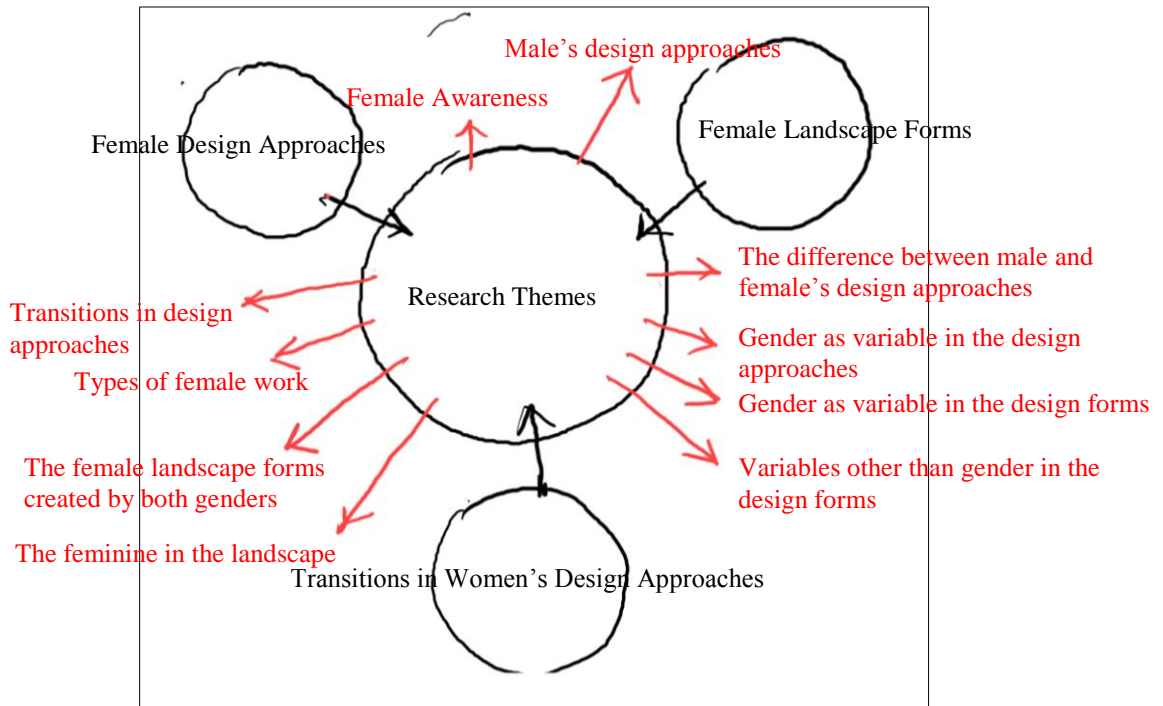 Male’s design approaches
Female Awareness
Female Design Approaches
Female Landscape Forms
Research Themes
The difference between male and
female’s design approaches
Transitions in design
approaches
Gender as variable in the design
approaches
Types of female work
Gender as variable in the design forms
The female landscape forms
created by both genders
Variables other than gender in the
design forms
The feminine in the landscape
Transitions in Women’s Design Approaches